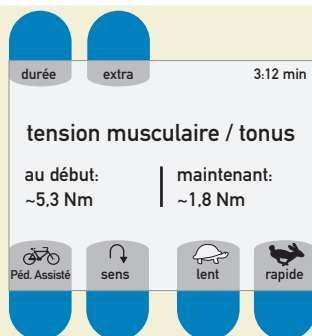 durée extra 3:12 min
tension musculaire / tonus
au début: maintenant:
~5,3 Nm ~1,8 Nm
Péd. Assisté sens lent rapide